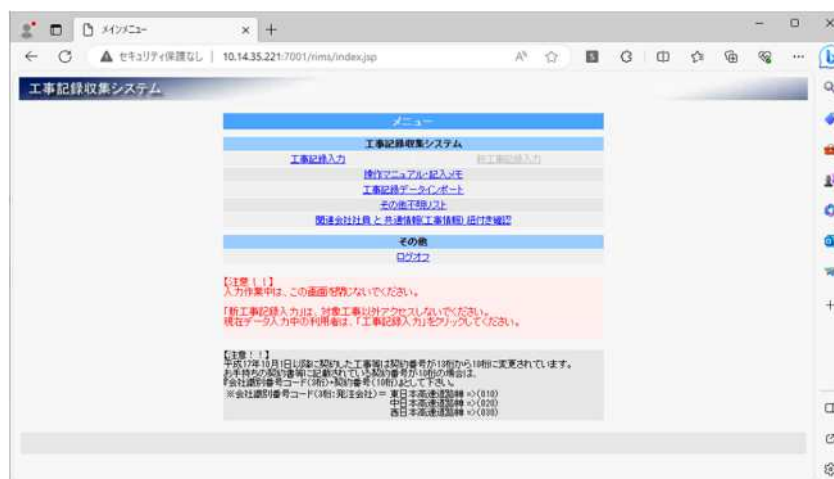 メインメニュー
セキュリティ保護なし | 10.14.35.221:7001/rims/index.jsp
工事記録収集システム
メニュー
工事記録収集システム
工事記録入力 新工事記録入力
操作マニュアル・記入メモ
工事記録データインポート
その他不明リスト
関連会社社員 と 共通情報(工事情報) 紐付き確認
その他
ログオフ
【注意!!】
入力作業中は、この画面を閉じないでください。
「新工事記録入力」は、対象工事以外アクセスしないでください。
現在データ入力中の利用者は、「工事記録入力」をクリックしてください。
【注意!!】
平成17年10月1日以降に契約した工事等は契約番号が13桁から18桁に変更されています。
お手持ちの契約書等に記載されている契約番号が10桁の場合は、
『会社識別番号コード(3桁)+契約番号(10桁)』として下さい。
※会社識別番号コード(3桁:発注会社)= 東日本高速道路㈱ =>(010)
中日本高速道路㈱ =>(020)
西日本高速道路㈱ =>(030)